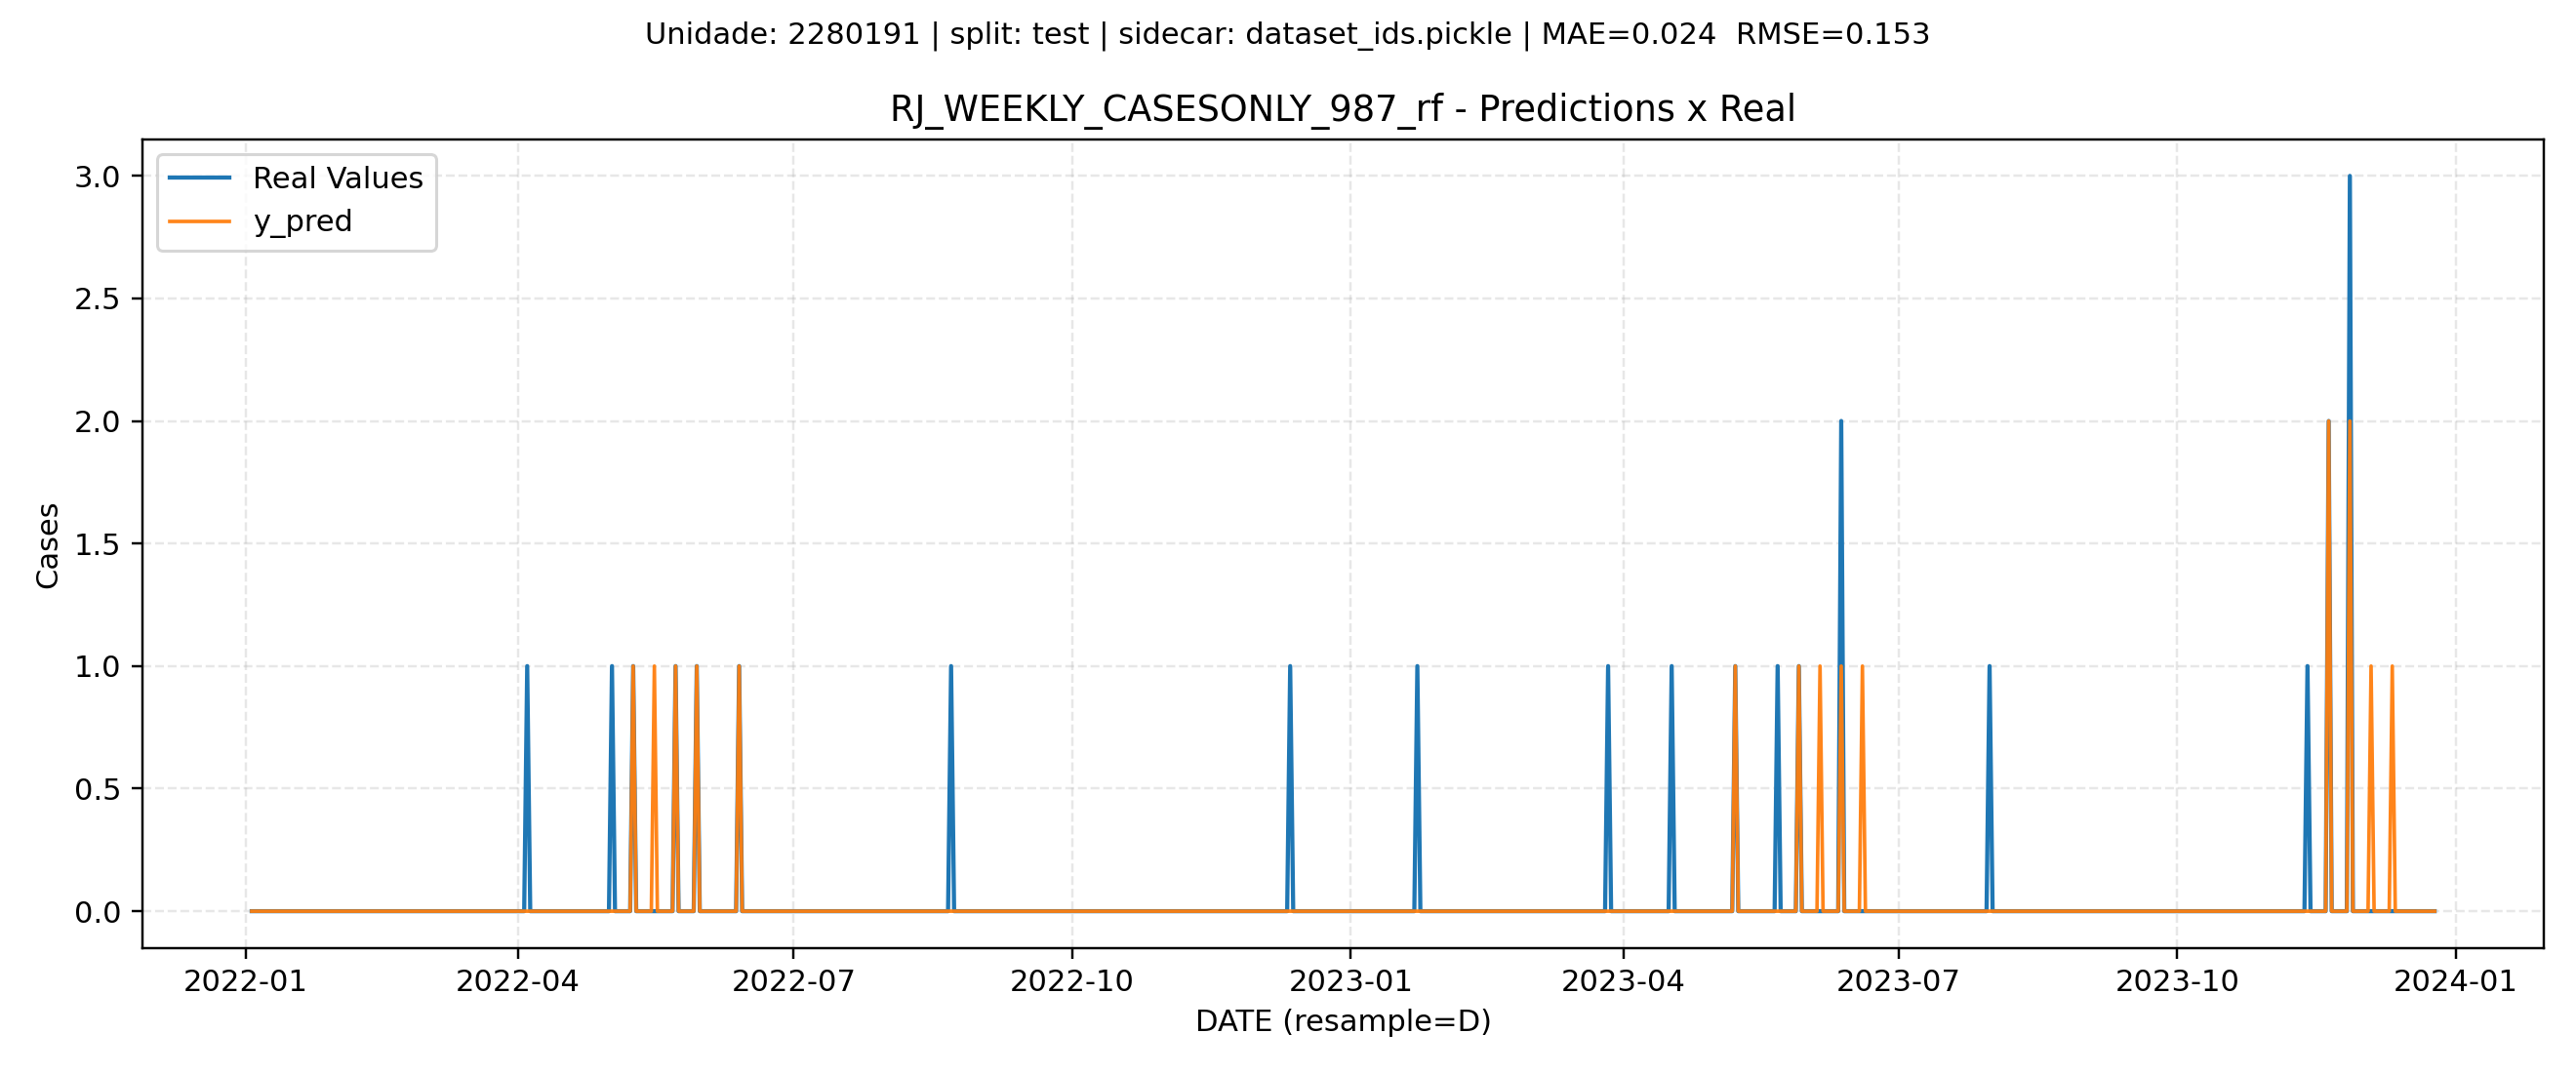 Unidade: 2280191 | split: test | sidecar: dataset_ids.pickle | MAE=0.024  RMSE=0.153
RJ_WEEKLY_CASESONLY_987_rf - Predictions x Real
Real Values
y_pred
3.0
2.5
2.0
1.5
1.0
0.5
0.0
Cases
2022-01 2022-04 2022-07 2022-10 2023-01 2023-04 2023-07 2023-10 2024-01
DATE (resample=D)